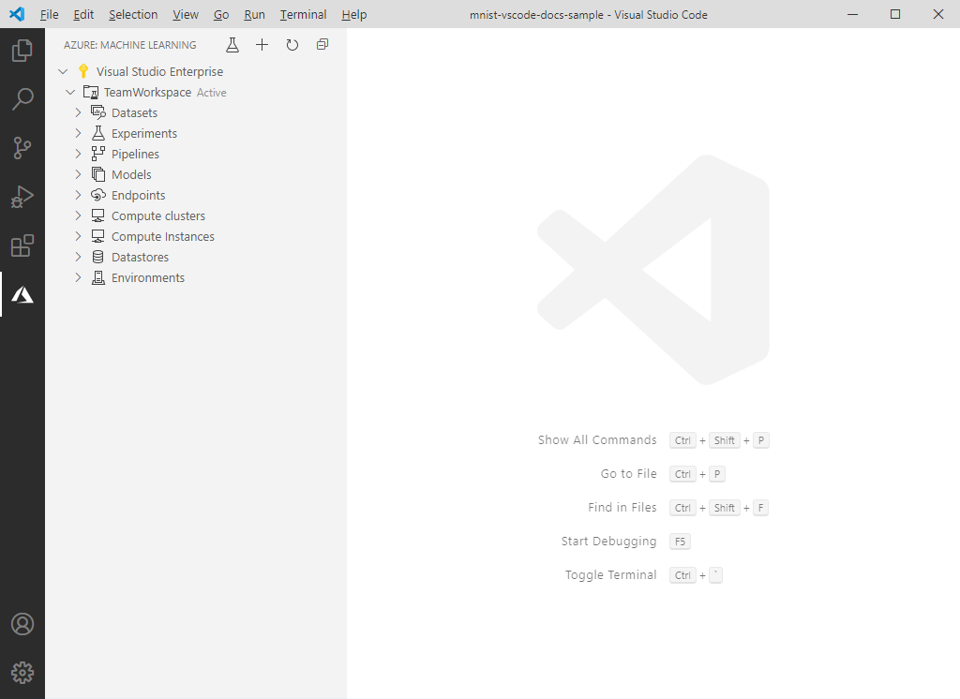 File Edit Selection View Go Run Terminal Help mnist-vscode-docs-sample - Visual Studio Code
AZURE: MACHINE LEARNING
Visual Studio Enterprise
TeamWorkspace Active
Datasets
Experiments
Pipelines
Models
Endpoints
Compute clusters
Compute Instances
Datastores
Environments
Show All Commands Ctrl + Shift + P
Go to File Ctrl + P
Find in Files Ctrl + Shift + F
Start Debugging F5
Toggle Terminal Ctrl + `